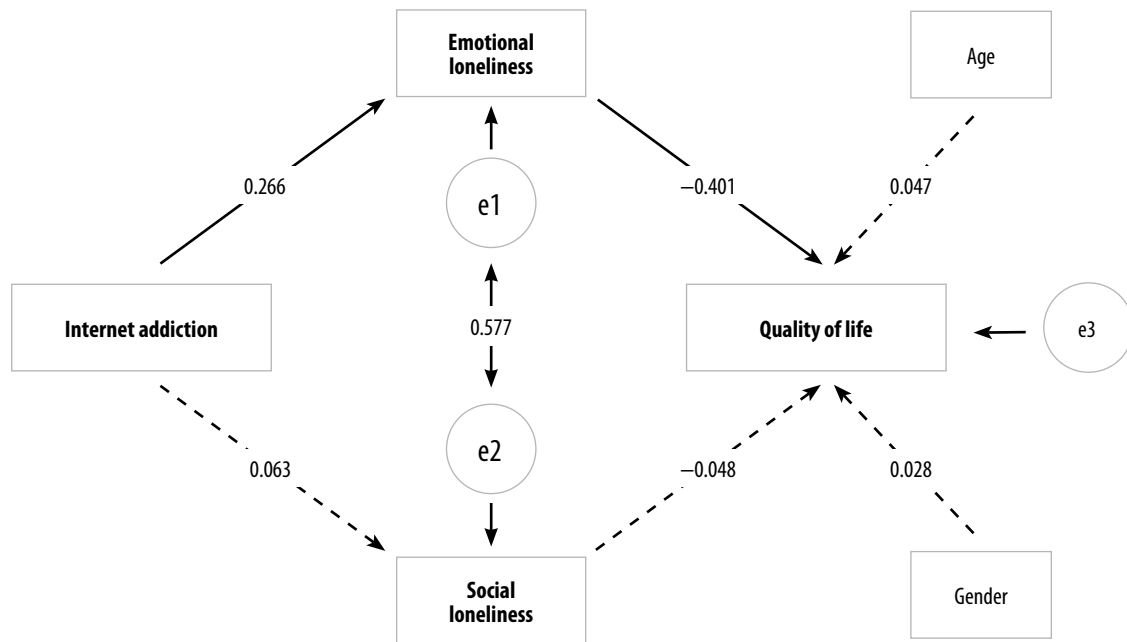 Emotional
loneliness
Age
0.266
e1
−0.401
0.047
Internet addiction
0.577
Quality of life
e3
e2
0.063
−0.048
0.028
Social
loneliness
Gender